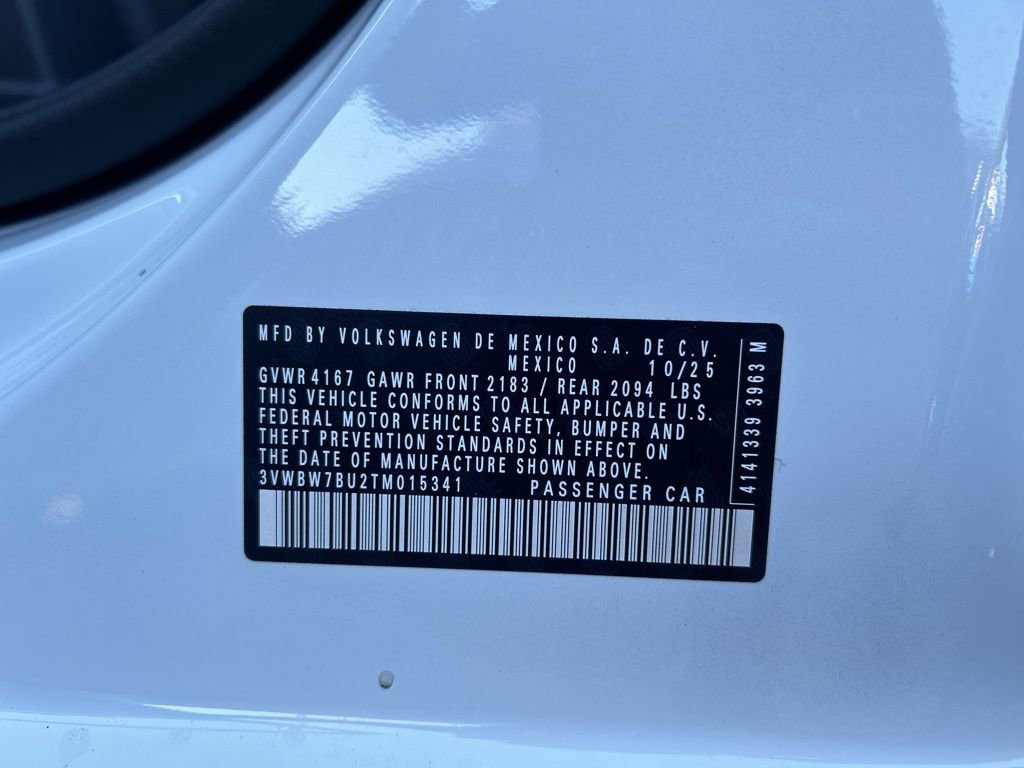 MFD BY VOLKSWAGEN DE MEXICO S.A. DE C.V.
MEXICO 10/25
GVWR 4167 GAWR FRONT 2183 / REAR 2094 LBS
THIS VEHICLE CONFORMS TO ALL APPLICABLE U.S.
FEDERAL MOTOR VEHICLE SAFETY, BUMPER AND
THEFT PREVENTION STANDARDS IN EFFECT ON
THE DATE OF MANUFACTURE SHOWN ABOVE.
3VWBW7BU2TM015341 PASSENGER CAR
4141339 3963 M